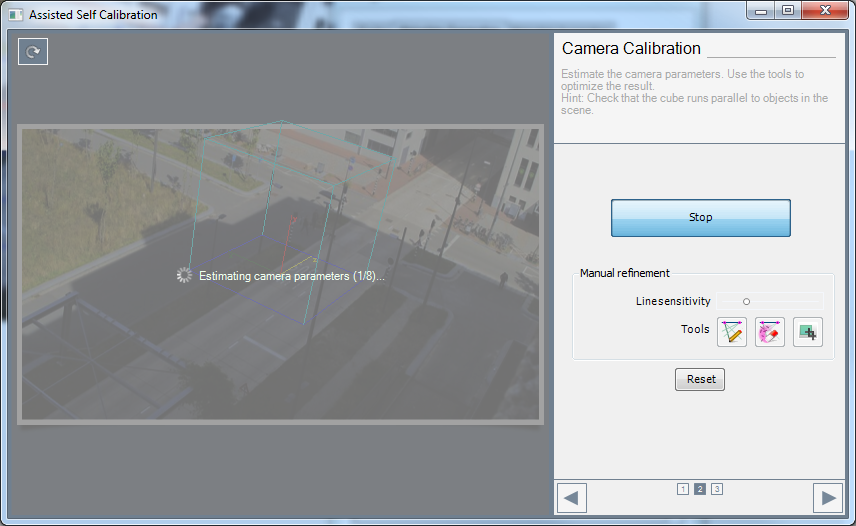 Assisted Self Calibration
Camera Calibration
Estimate the camera parameters. Use the tools to
optimize the result.
Hint: Check that the cube runs parallel to objects in the
scene.
Estimating camera parameters (1/8)...
Stop
Manual refinement
Linesensitivity
Tools
Reset
1 2 3